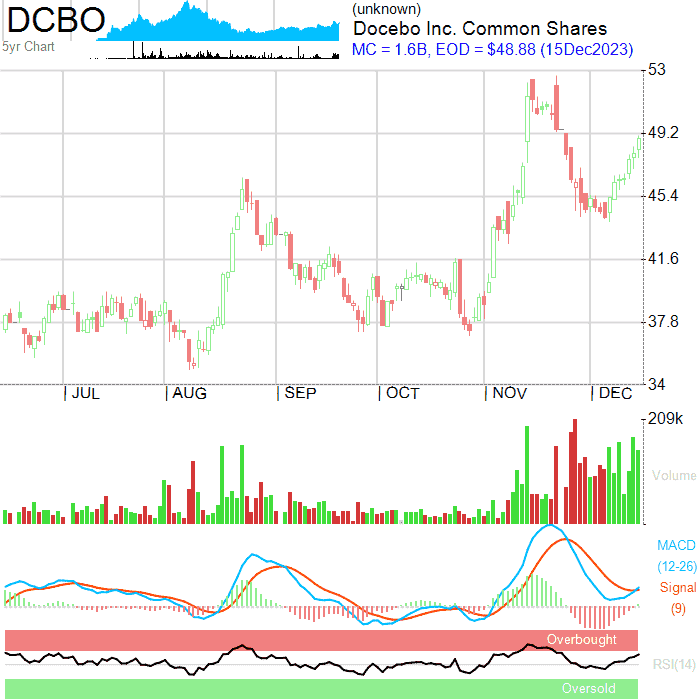 DCBO
5yr Chart
(unknown)
Docebo Inc. Common Shares
MC = 1.6B, EOD = $48.88 (15Dec2023)
53
49.2
45.4
41.6
37.8
34
| JUL | AUG | SEP | OCT | NOV | DEC
209k
Volume
MACD
(12-26)
Signal
(9)
Overbought
RSI(14)
Oversold